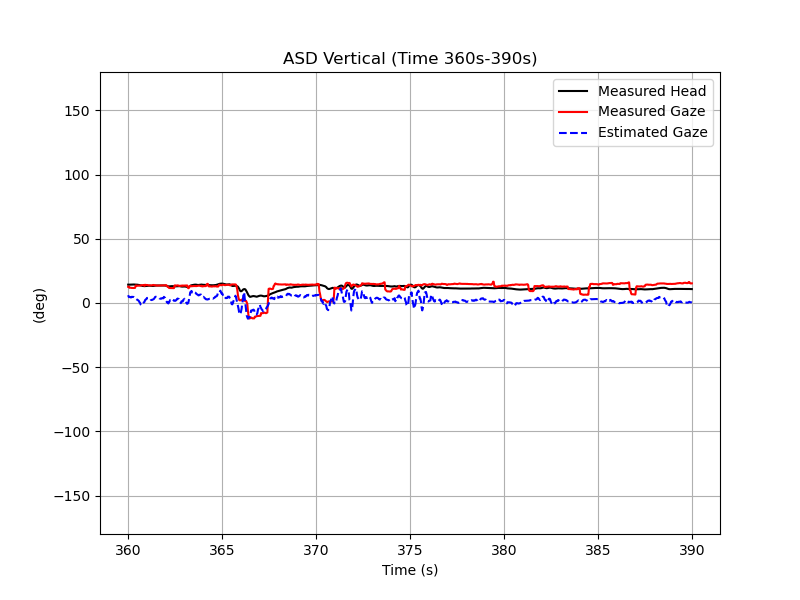 ASD Vertical (Time 360s-390s)
Measured Head
Measured Gaze
Estimated Gaze
150
100
50
0
−50
−100
−150
(deg)
360 365 370 375 380 385 390
Time (s)